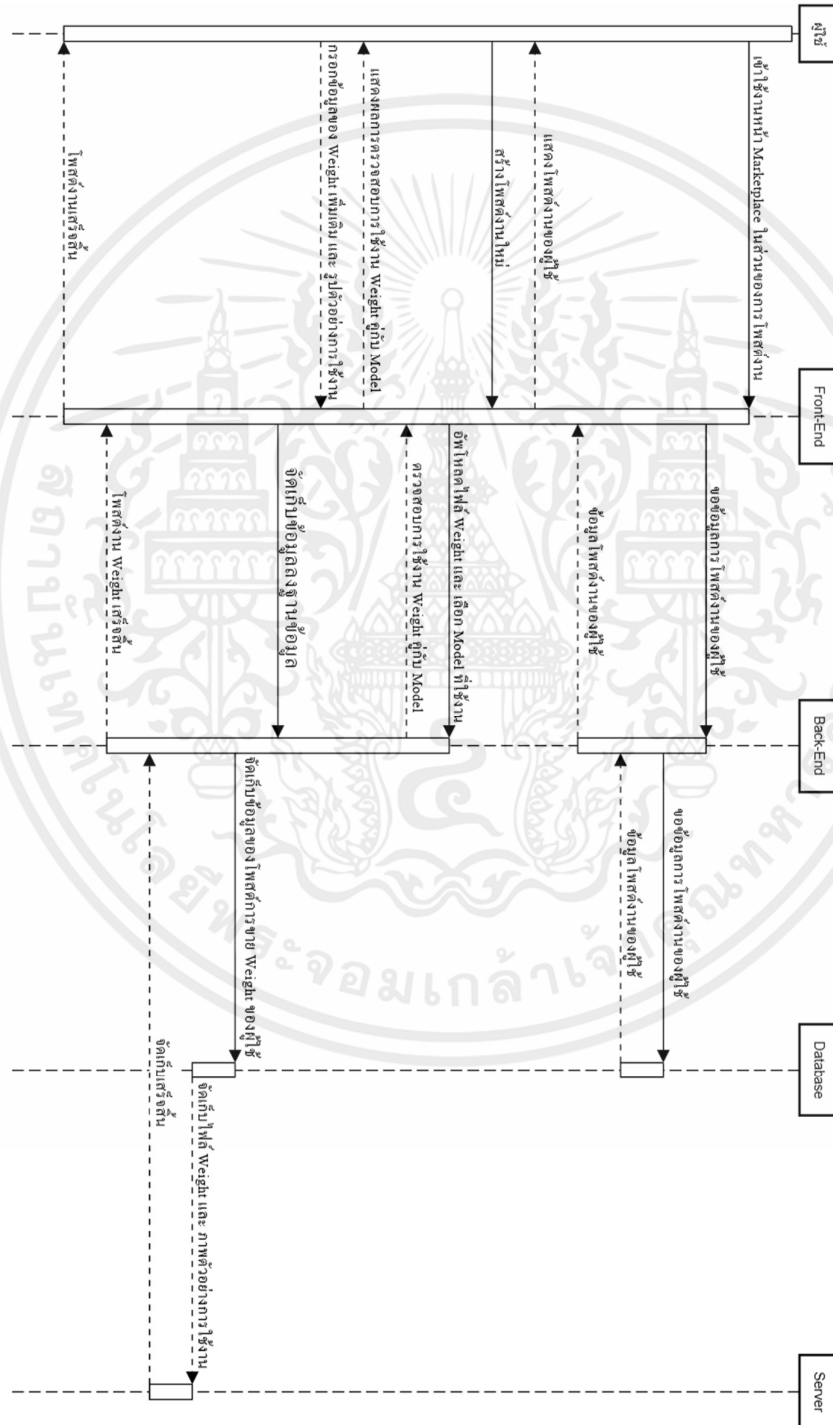 ผู้ใช้
Front-End
Back-End
Database
Server
เข้าใช้งานหน้า Marketplace ในส่วนของการโพสต์งาน
ขอข้อมูลการโพสต์งานของผู้ใช้
ขอข้อมูลการโพสต์งานของผู้ใช้
ข้อมูลโพสต์งานของผู้ใช้
ข้อมูลโพสต์งานของผู้ใช้
แสดงโพสต์งานของผู้ใช้
สร้างโพสต์งานใหม่
อัพโหลดไฟล์ Weight และ เลือก Model ที่ใช้งาน
ตรวจสอบการใช้งาน Weight คู่กับ Model
แสดงผลการตรวจสอบการใช้งาน Weight คู่กับ Model
กรอกข้อมูลของ Weight เพิ่มเติม และ รูปตัวอย่างการใช้งาน
จัดเก็บข้อมูลลงฐานข้อมูล
จัดเก็บข้อมูลของโพสต์การขาย Weight ของผู้ใช้
จัดเก็บไฟล์ Weight และ ภาพตัวอย่างการใช้งาน
จัดเก็บเสร็จสิ้น
โพสต์งาน Weight เสร็จสิ้น
โพสต์งานเสร็จสิ้น